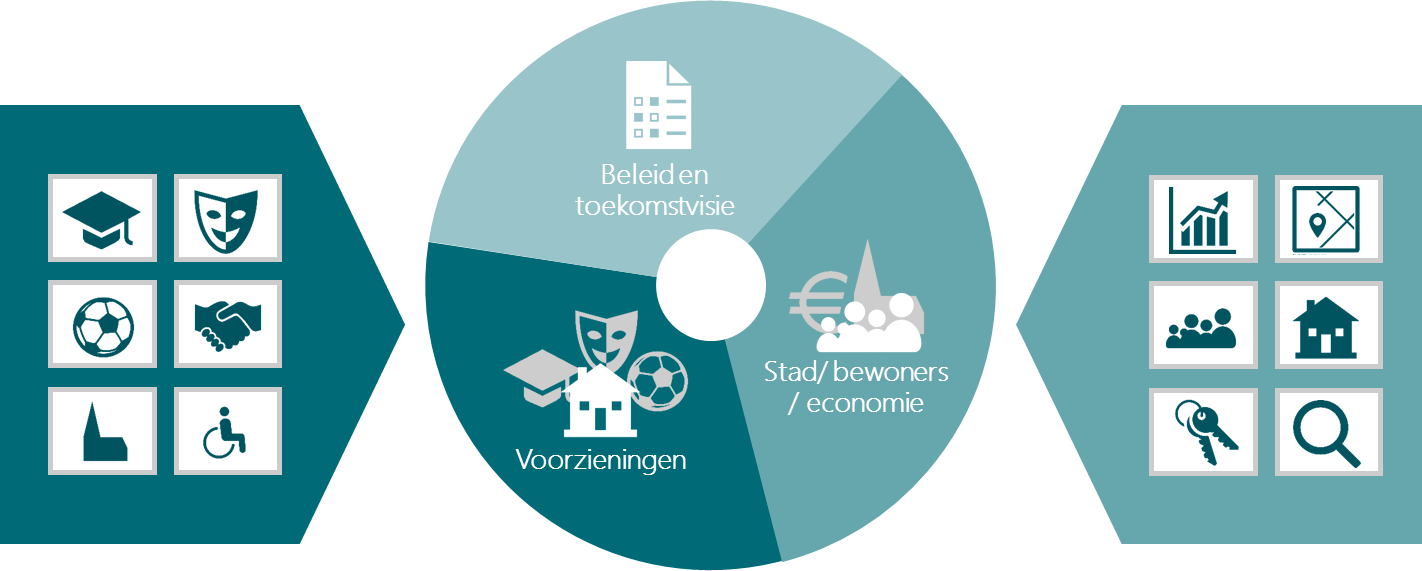 Beleid en
toekomstvisie
Stad/ bewoners
/ economie
Voorzieningen